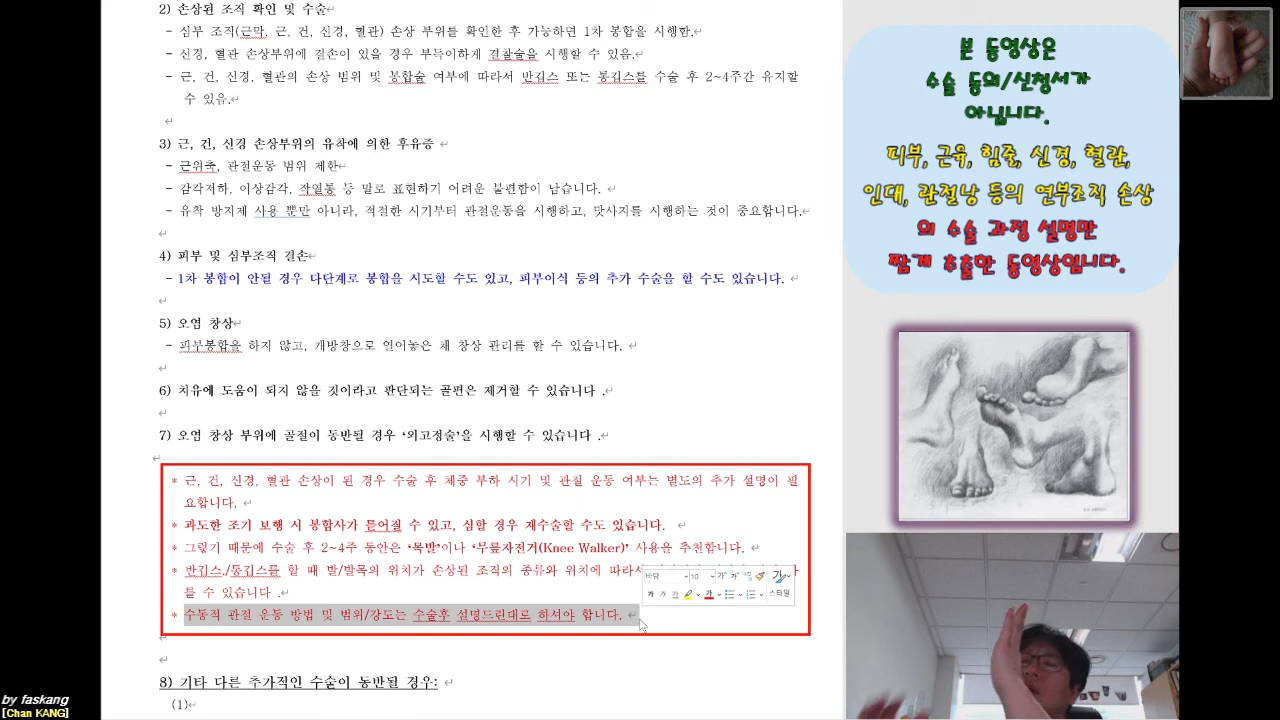 2) 손상된 조직 확인 및 수술
- 심부 조직(근막, 근, 건, 신경, 혈관) 손상 부위를 확인한 후 가능하면 1차 봉합을 시행함.
- 신경, 혈관 손상부위에 결손이 있을 경우 부득이하게 결찰술을 시행할 수 있음.
- 근, 건, 신경, 혈관의 손상 범위 및 봉합술 여부에 따라서 반깁스 또는 통깁스를 수술 후 2~4주간 유지할
수 있음.
3) 근, 건, 신경 손상부위의 유착에 의한 후유증
- 근위축, 관절운동 범위 제한
- 감각저하, 이상감각, 작열통 등 말로 표현하기 어려운 불편함이 남습니다.
- 유착 방지제 사용 뿐만 아니라, 적절한 시기부터 관절운동을 시행하고, 맛사지를 시행하는 것이 중요합니다.
4) 피부 및 심부조직 결손
- 1차 봉합이 안될 경우 다단계로 봉합을 시도할 수도 있고, 피부이식 등의 추가 수술을 할 수도 있습니다.
5) 오염 창상
- 피부봉합을 하지 않고, 개방창으로 열어놓은 채 창상 관리를 할 수 있습니다.
6) 치유에 도움이 되지 않을 것이라고 판단되는 골편은 제거할 수 있습니다 .
7) 오염 창상 부위에 골절이 동반될 경우 ‘외고정술’을 시행할 수 있습니다 .
* 근, 건, 신경, 혈관 손상이 된 경우 수술 후 체중 부하 시기 및 관절 운동 여부는 별도의 추가 설명이 필
요합니다.
* 과도한 조기 보행 시 봉합사가 튿어질 수 있고, 심할 경우 재수술할 수도 있습니다.
* 그렇기 때문에 수술 후 2~4주 동안은 ‘목발’이나 ‘무릎자전거(Knee Walker)’ 사용을 추천합니다.
* 반깁스./통깁스를 할 때 발/발목의 위치가 손상된 조직의 종류와 위치에 따라서
를 수 있습니다 .
* 수동적 관절 운동 방법 및 범위/강도는 수술후 설명드린대로 하셔야 합니다.
바탕 10 가 가
가 가 가 가 스타일
8) 기타 다른 추가적인 수술이 동반될 경우:
(1)
본 동영상은
수술 동의/신청서가
아닙니다.
피부, 근육, 힘줄, 신경, 혈관,
인대, 관절낭 등의 연부조직 손상
의 수술 과정 설명만
짧게 추출한 동영상입니다.
by faskang
[Chan KANG]